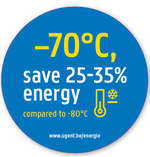 –70°C,
save 25-35%
energy
compared to -80°C
www.ugent.be/energie